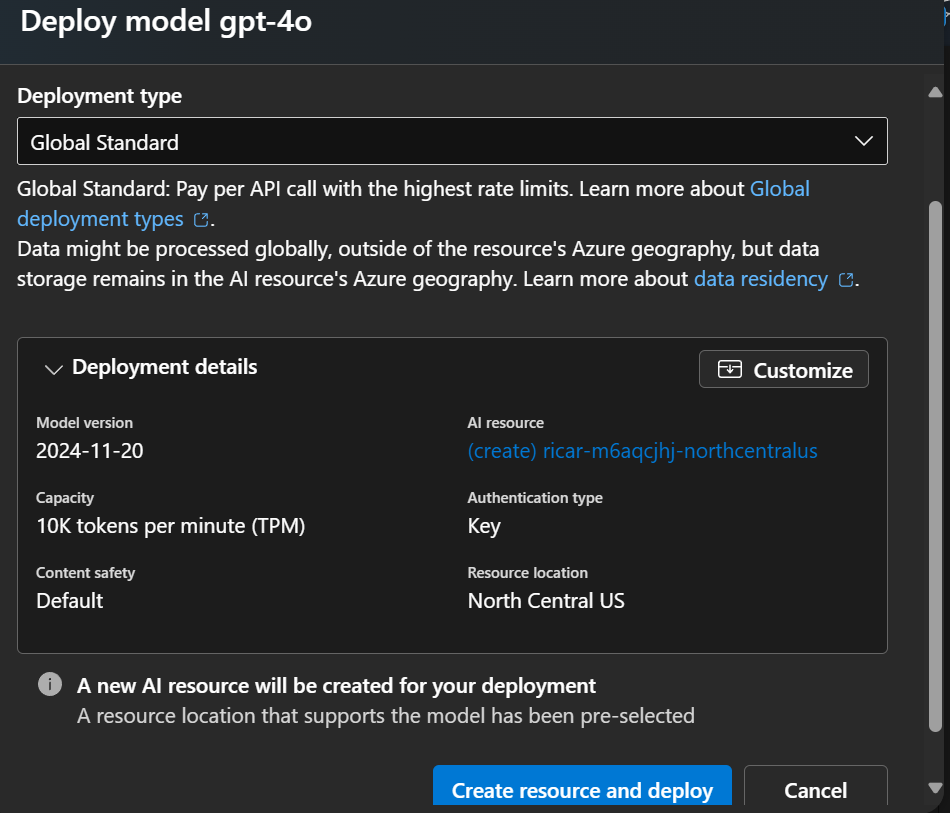 Deploy model gpt-4o
Deployment type
Global Standard
Global Standard: Pay per API call with the highest rate limits. Learn more about Global
deployment types.
Data might be processed globally, outside of the resource's Azure geography, but data
storage remains in the AI resource's Azure geography. Learn more about data residency.
Deployment details
Customize
Model version
2024-11-20
AI resource
(create) ricar-m6aqcjhj-northcentralus
Capacity
10K tokens per minute (TPM)
Authentication type
Key
Content safety
Default
Resource location
North Central US
A new AI resource will be created for your deployment
A resource location that supports the model has been pre-selected
Create resource and deploy
Cancel